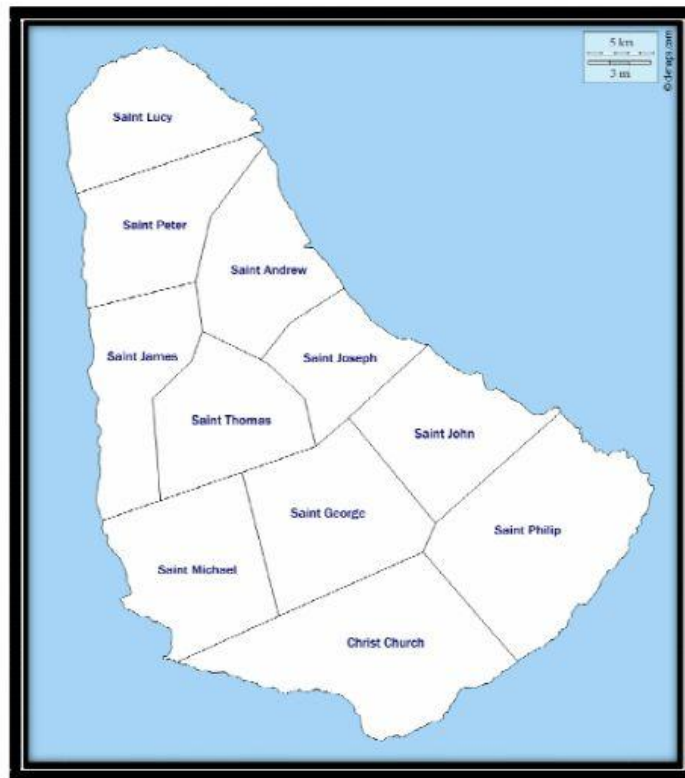 5 km
3 m
© d-maps.com
Saint Lucy
Saint Peter
Saint Andrew
Saint James
Saint Joseph
Saint Thomas
Saint John
Saint George
Saint Philip
Saint Michael
Christ Church